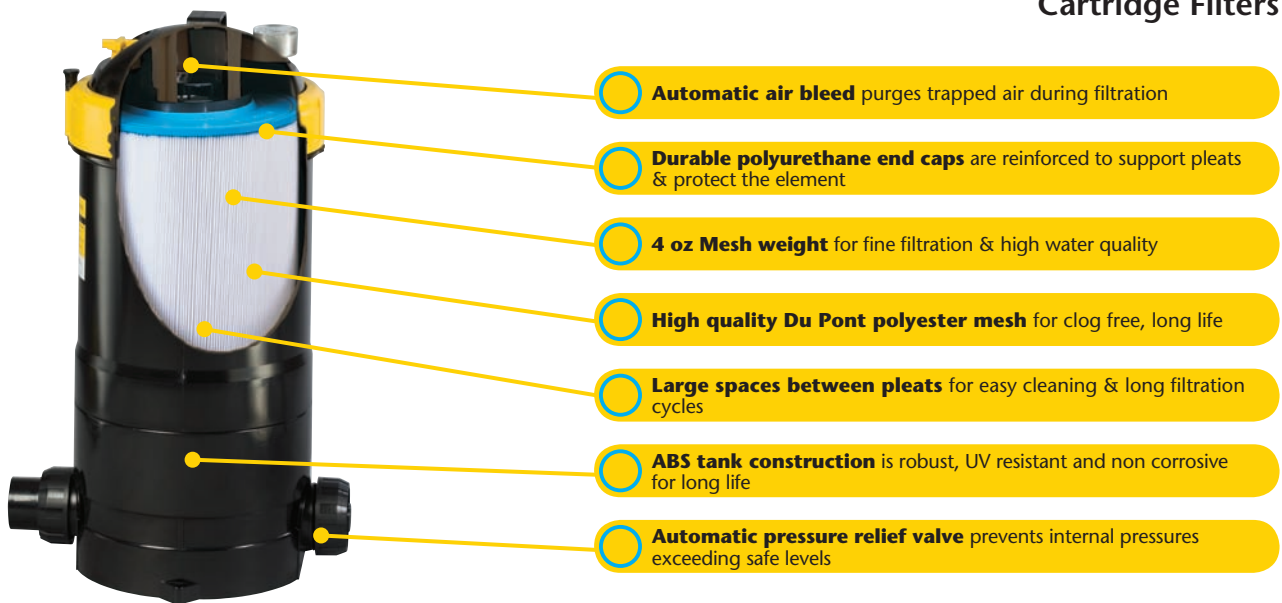 Cartridge Filters
Automatic air bleed purges trapped air during filtration
Durable polyurethane end caps are reinforced to support pleats
& protect the element
4 oz Mesh weight for fine filtration & high water quality
High quality Du Pont polyester mesh for clog free, long life
Large spaces between pleats for easy cleaning & long filtration
cycles
ABS tank construction is robust, UV resistant and non corrosive
for long life
Automatic pressure relief valve prevents internal pressures
exceeding safe levels